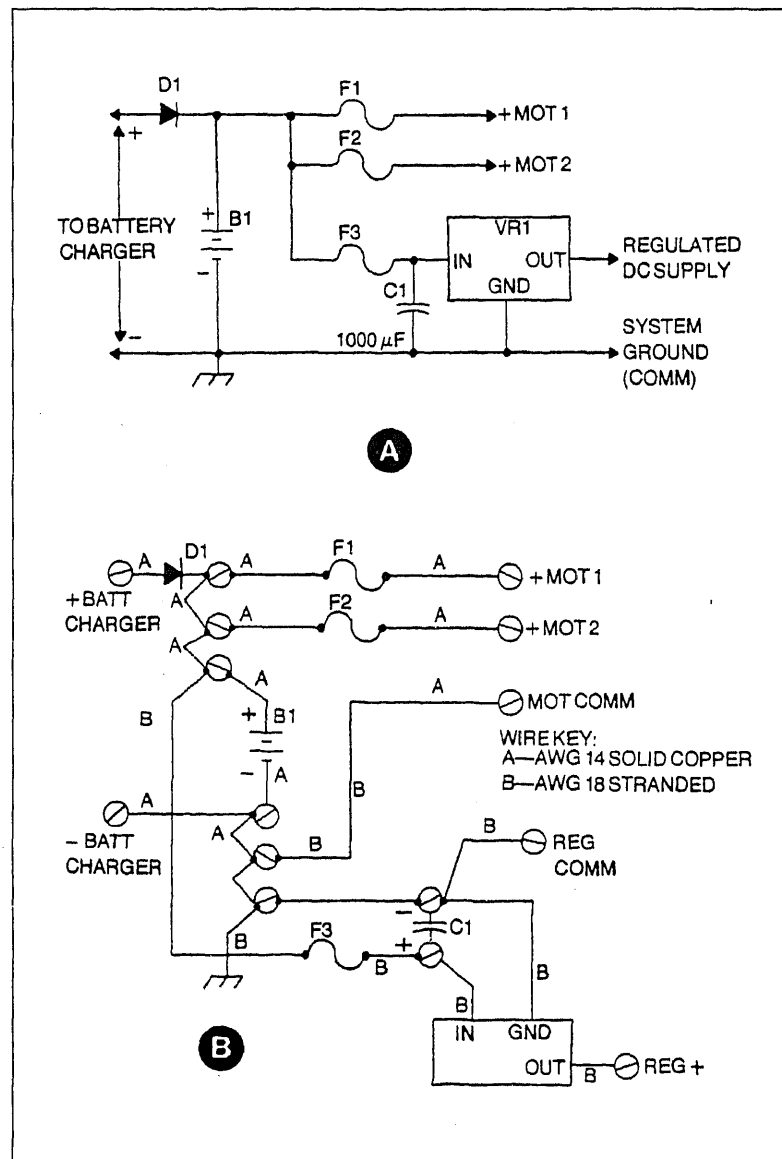 D1
F1
+ MOT 1
+
F2
+ MOT 2
TO BATTERY
CHARGER
+
B1
-
F3
VR1
IN
OUT
GND
REGULATED
DC SUPPLY
C1
1000 µF
-
SYSTEM
GROUND
(COMM)
A
A
D1
A
F1
A
+ MOT 1
+ BATT
CHARGER
A
A
F2
A
+ MOT 2
A
A
B
+
B1
-
A
A
MOT COMM
WIRE KEY:
A—AWG 14 SOLID COPPER
B—AWG 18 STRANDED
B
A
- BATT
CHARGER
A
B
B
REG
COMM
-
C1
+
B
F3
B
B
B
IN
GND
OUT
B
REG +
B